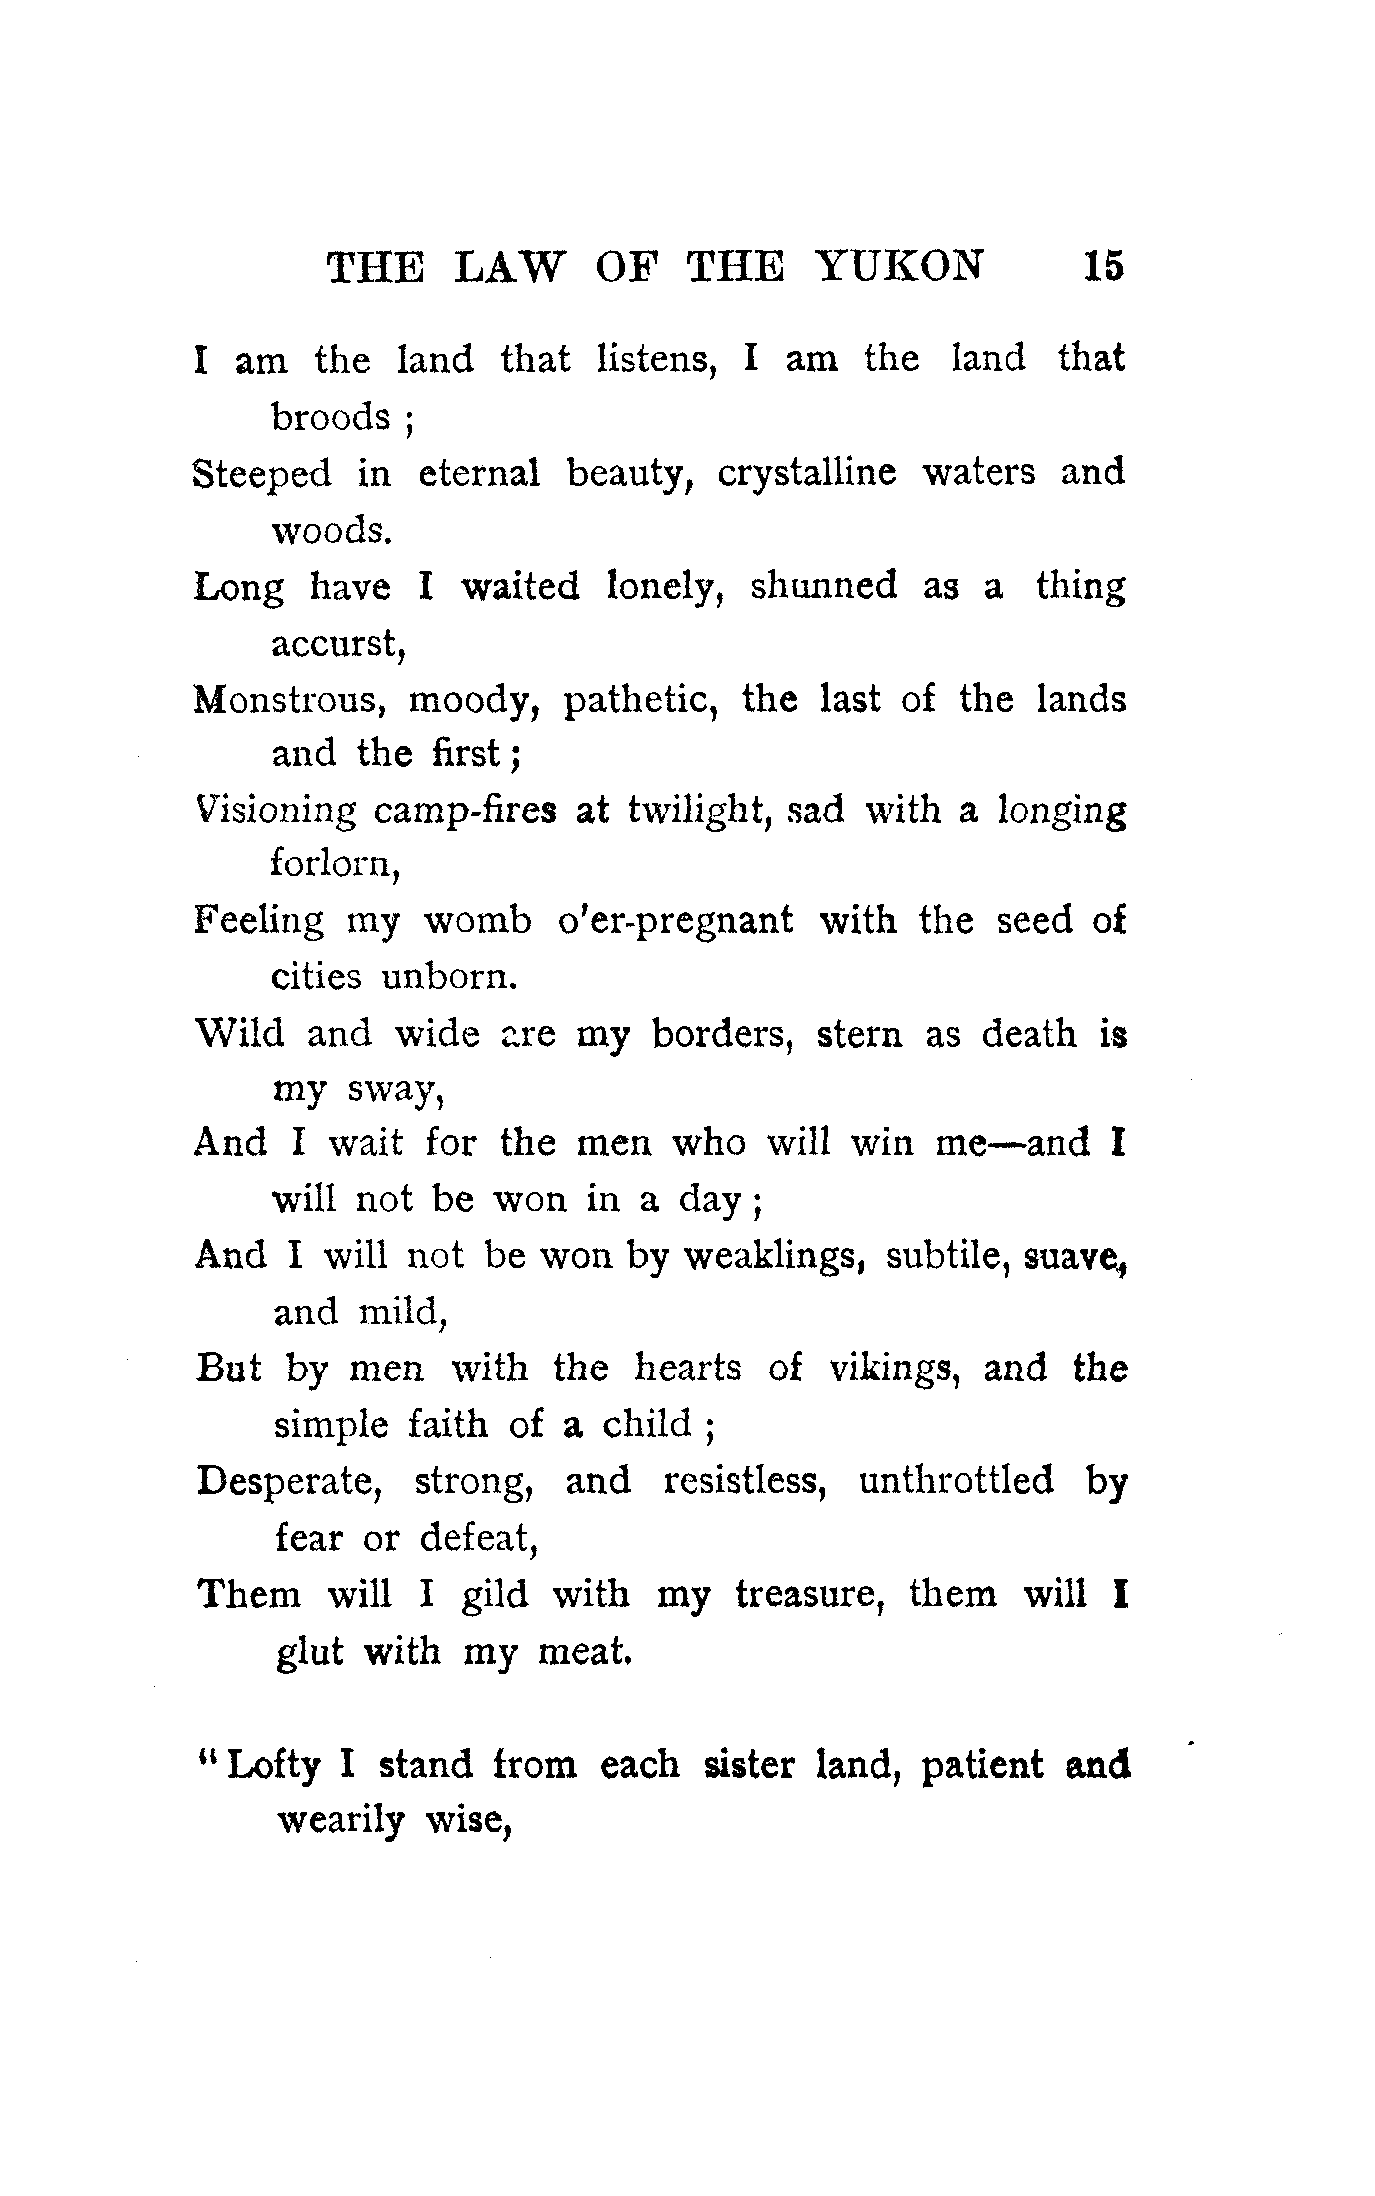 THE LAW OF THE YUKON 15
I am the land that listens, I am the land that
broods ;
Steeped in eternal beauty, crystalline waters and
woods.
Long have I waited lonely, shunned as a thing
accurst,
Monstrous, moody, pathetic, the last of the lands
and the first ;
Visioning camp-fires at twilight, sad with a longing
forlorn,
Feeling my womb o'er-pregnant with the seed of
cities unborn.
Wild and wide are my borders, stern as death is
my sway,
And I wait for the men who will win me—and I
will not be won in a day ;
And I will not be won by weaklings, subtile, suave,
and mild,
But by men with the hearts of vikings, and the
simple faith of a child ;
Desperate, strong, and resistless, unthrottled by
fear or defeat,
Them will I gild with my treasure, them will I
glut with my meat.
“ Lofty I stand from each sister land, patient and
wearily wise,